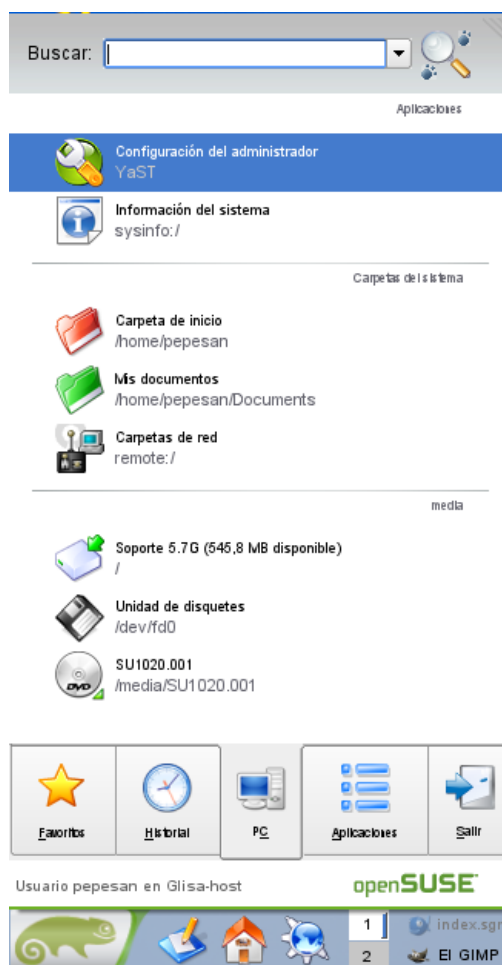 Buscar:
Aplicaciones
Configuración del administrador
YaST
Información del sistema
sysinfo:/
Carpetas del sistema
Carpeta de inicio
/home/pepesan
Mis documentos
/home/pepesan/Documents
Carpetas de red
remote:/
media
Soporte 5.7G (545,8 MB disponible)
/
Unidad de disquetes
/dev/fd0
SU1020.001
/media/SU1020.001
DVD
Favoritos
Historial
PC
Aplicaciones
Salir
Usuario pepesan en Glisa-host
openSUSE
1
index.sgm
2
El GIMP